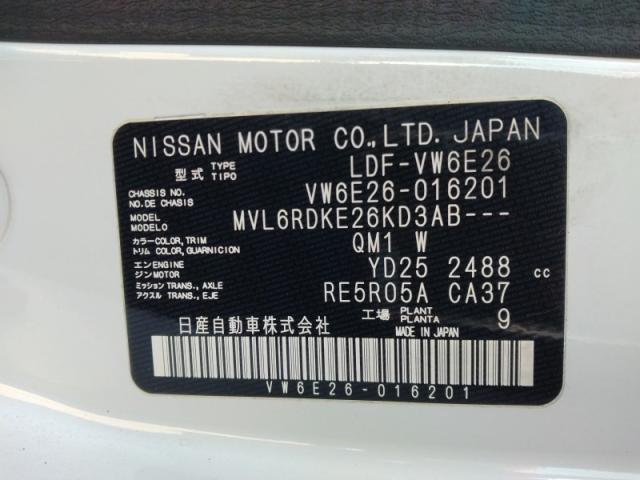 NISSAN MOTOR CO.,LTD. JAPAN
型式 TYPE TIPO LDF-VW6E26
CHASSIS NO. NO.DE CHASIS VW6E26-016201
MODEL MODELO MVL6RDKE26KD3AB---
カラー COLOR, TRIM トリム COLOR, GUARNICION QM1 W
エンジン ENGINE MOTOR YD25 2488 cc
ミッション TRANS., AXLE アクスル TRANS., EJE RE5R05A CA37
工場 PLANT PLANTA 9
日産自動車株式会社 MADE IN JAPAN
VW6E26-016201